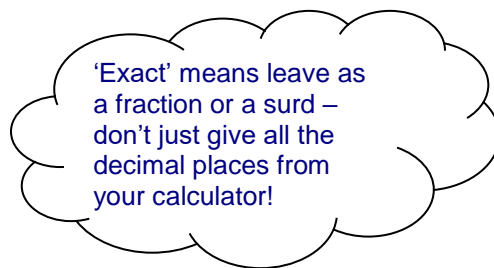 ‘Exact’ means leave as
a fraction or a surd –
don’t just give all the
decimal places from
your calculator!